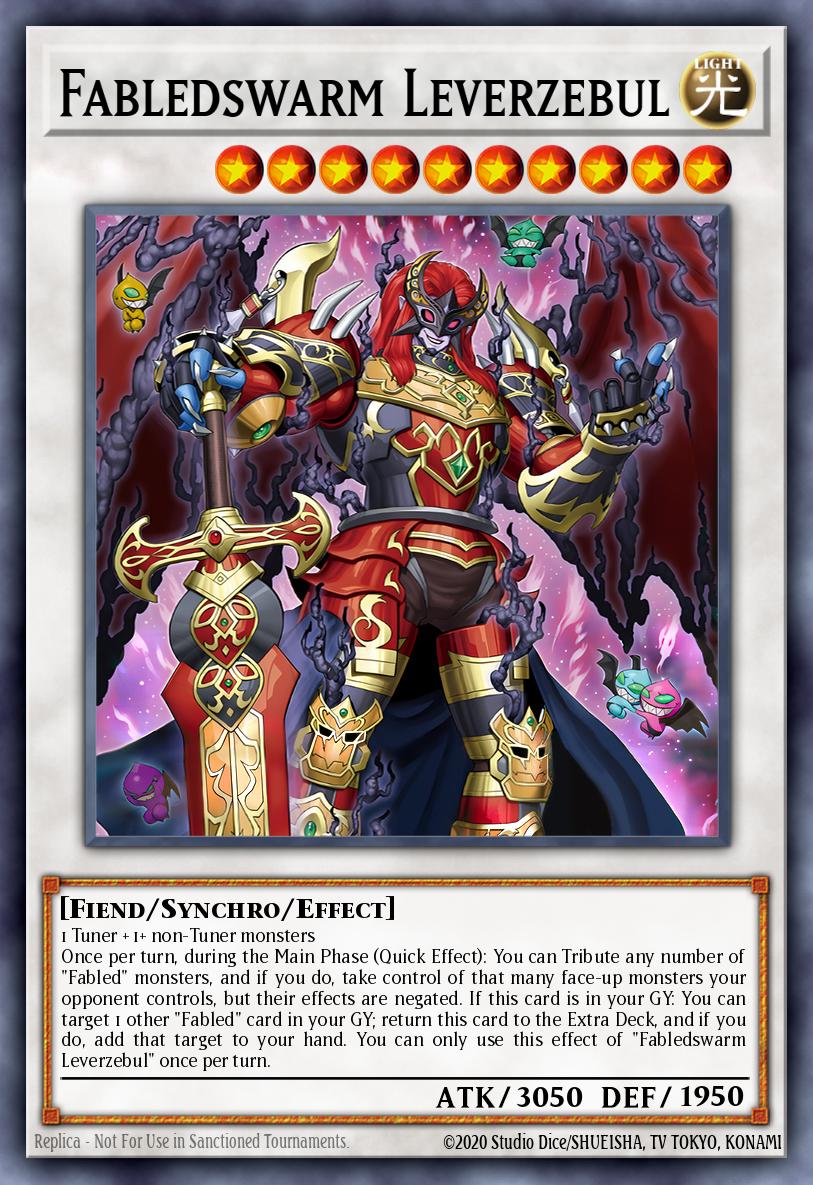 Fabledswarm Leverzebul
LIGHT
光
[Fiend/Synchro/Effect]
1 Tuner + 1+ non-Tuner monsters
Once per turn, during the Main Phase (Quick Effect): You can Tribute any number of
"Fabled" monsters, and if you do, take control of that many face-up monsters your
opponent controls, but their effects are negated. If this card is in your GY: You can
target 1 other "Fabled" card in your GY; return this card to the Extra Deck, and if you
do, add that target to your hand. You can only use this effect of "Fabledswarm
Leverzebul" once per turn.
ATK/3050 DEF/1950
Replica - Not For Use in Sanctioned Tournaments.
©2020 Studio Dice/SHUEISHA, TV TOKYO, KONAMI